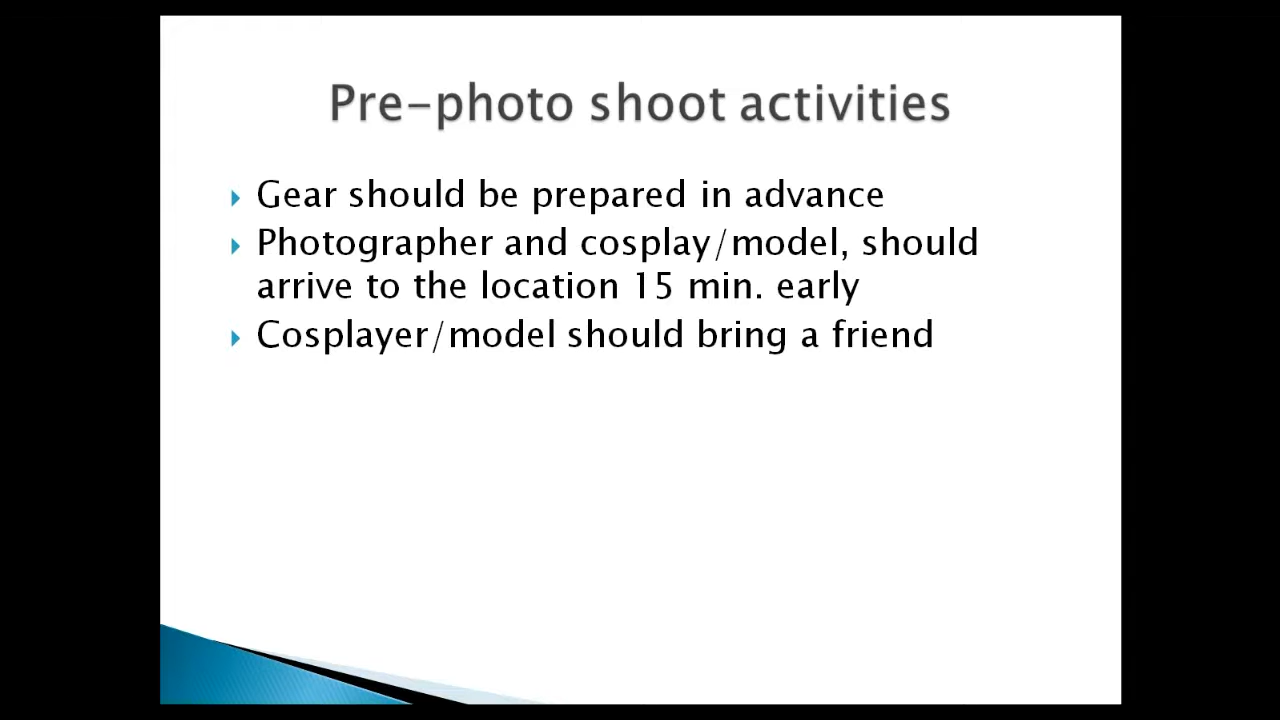 Pre-photo shoot activities
Gear should be prepared in advance
Photographer and cosplay/model, should
arrive to the location 15 min. early
Cosplayer/model should bring a friend